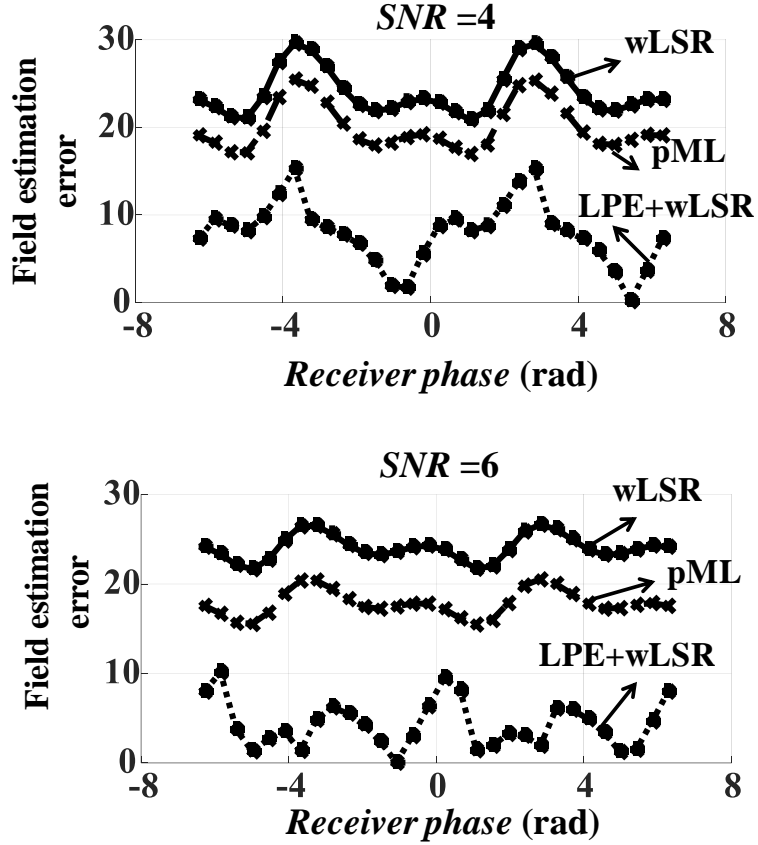 SNR =4
Field estimation
error
30
20
10
0
wLSR
pML
LPE+wLSR
-8
-4
0
4
8
Receiver phase (rad)
SNR =6
Field estimation
error
30
20
10
0
wLSR
pML
LPE+wLSR
-8
-4
0
4
8
Receiver phase (rad)